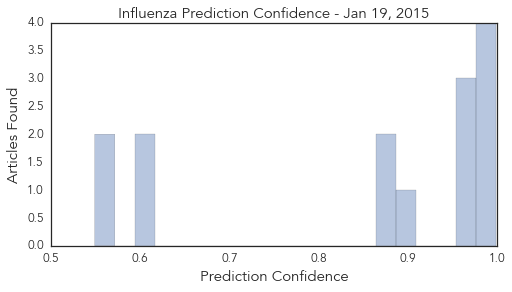 Influenza Prediction Confidence - Jan 19, 2015
4.0
3.5
3.0
2.5
2.0
1.5
1.0
0.5
0.0
Articles Found
0.5 0.6 0.7 0.8 0.9 1.0
Prediction Confidence